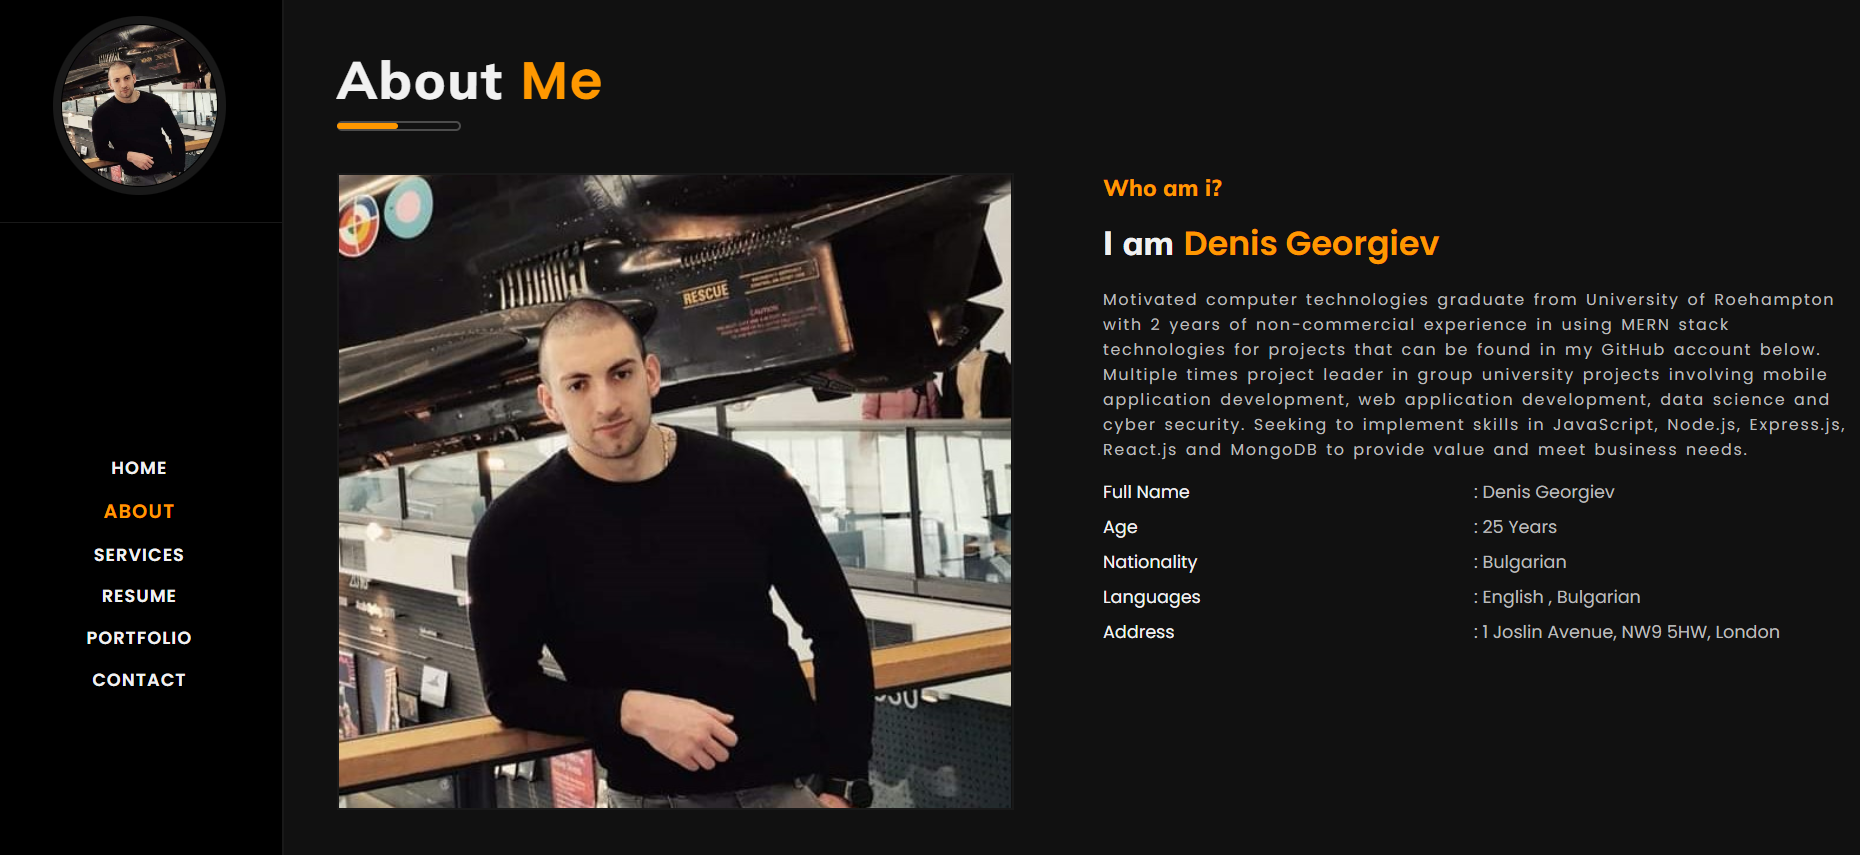 HOME
ABOUT
SERVICES
RESUME
PORTFOLIO
CONTACT
About Me
RESCUE
CAUTION
Who am i?
I am Denis Georgiev
Motivated computer technologies graduate from University of Roehampton
with 2 years of non-commercial experience in using MERN stack
technologies for projects that can be found in my GitHub account below.
Multiple times project leader in group university projects involving mobile
application development, web application development, data science and
cyber security. Seeking to implement skills in JavaScript, Node.js, Express.js,
React.js and MongoDB to provide value and meet business needs.
Full Name : Denis Georgiev
Age : 25 Years
Nationality : Bulgarian
Languages : English , Bulgarian
Address : 1 Joslin Avenue, NW9 5HW, London